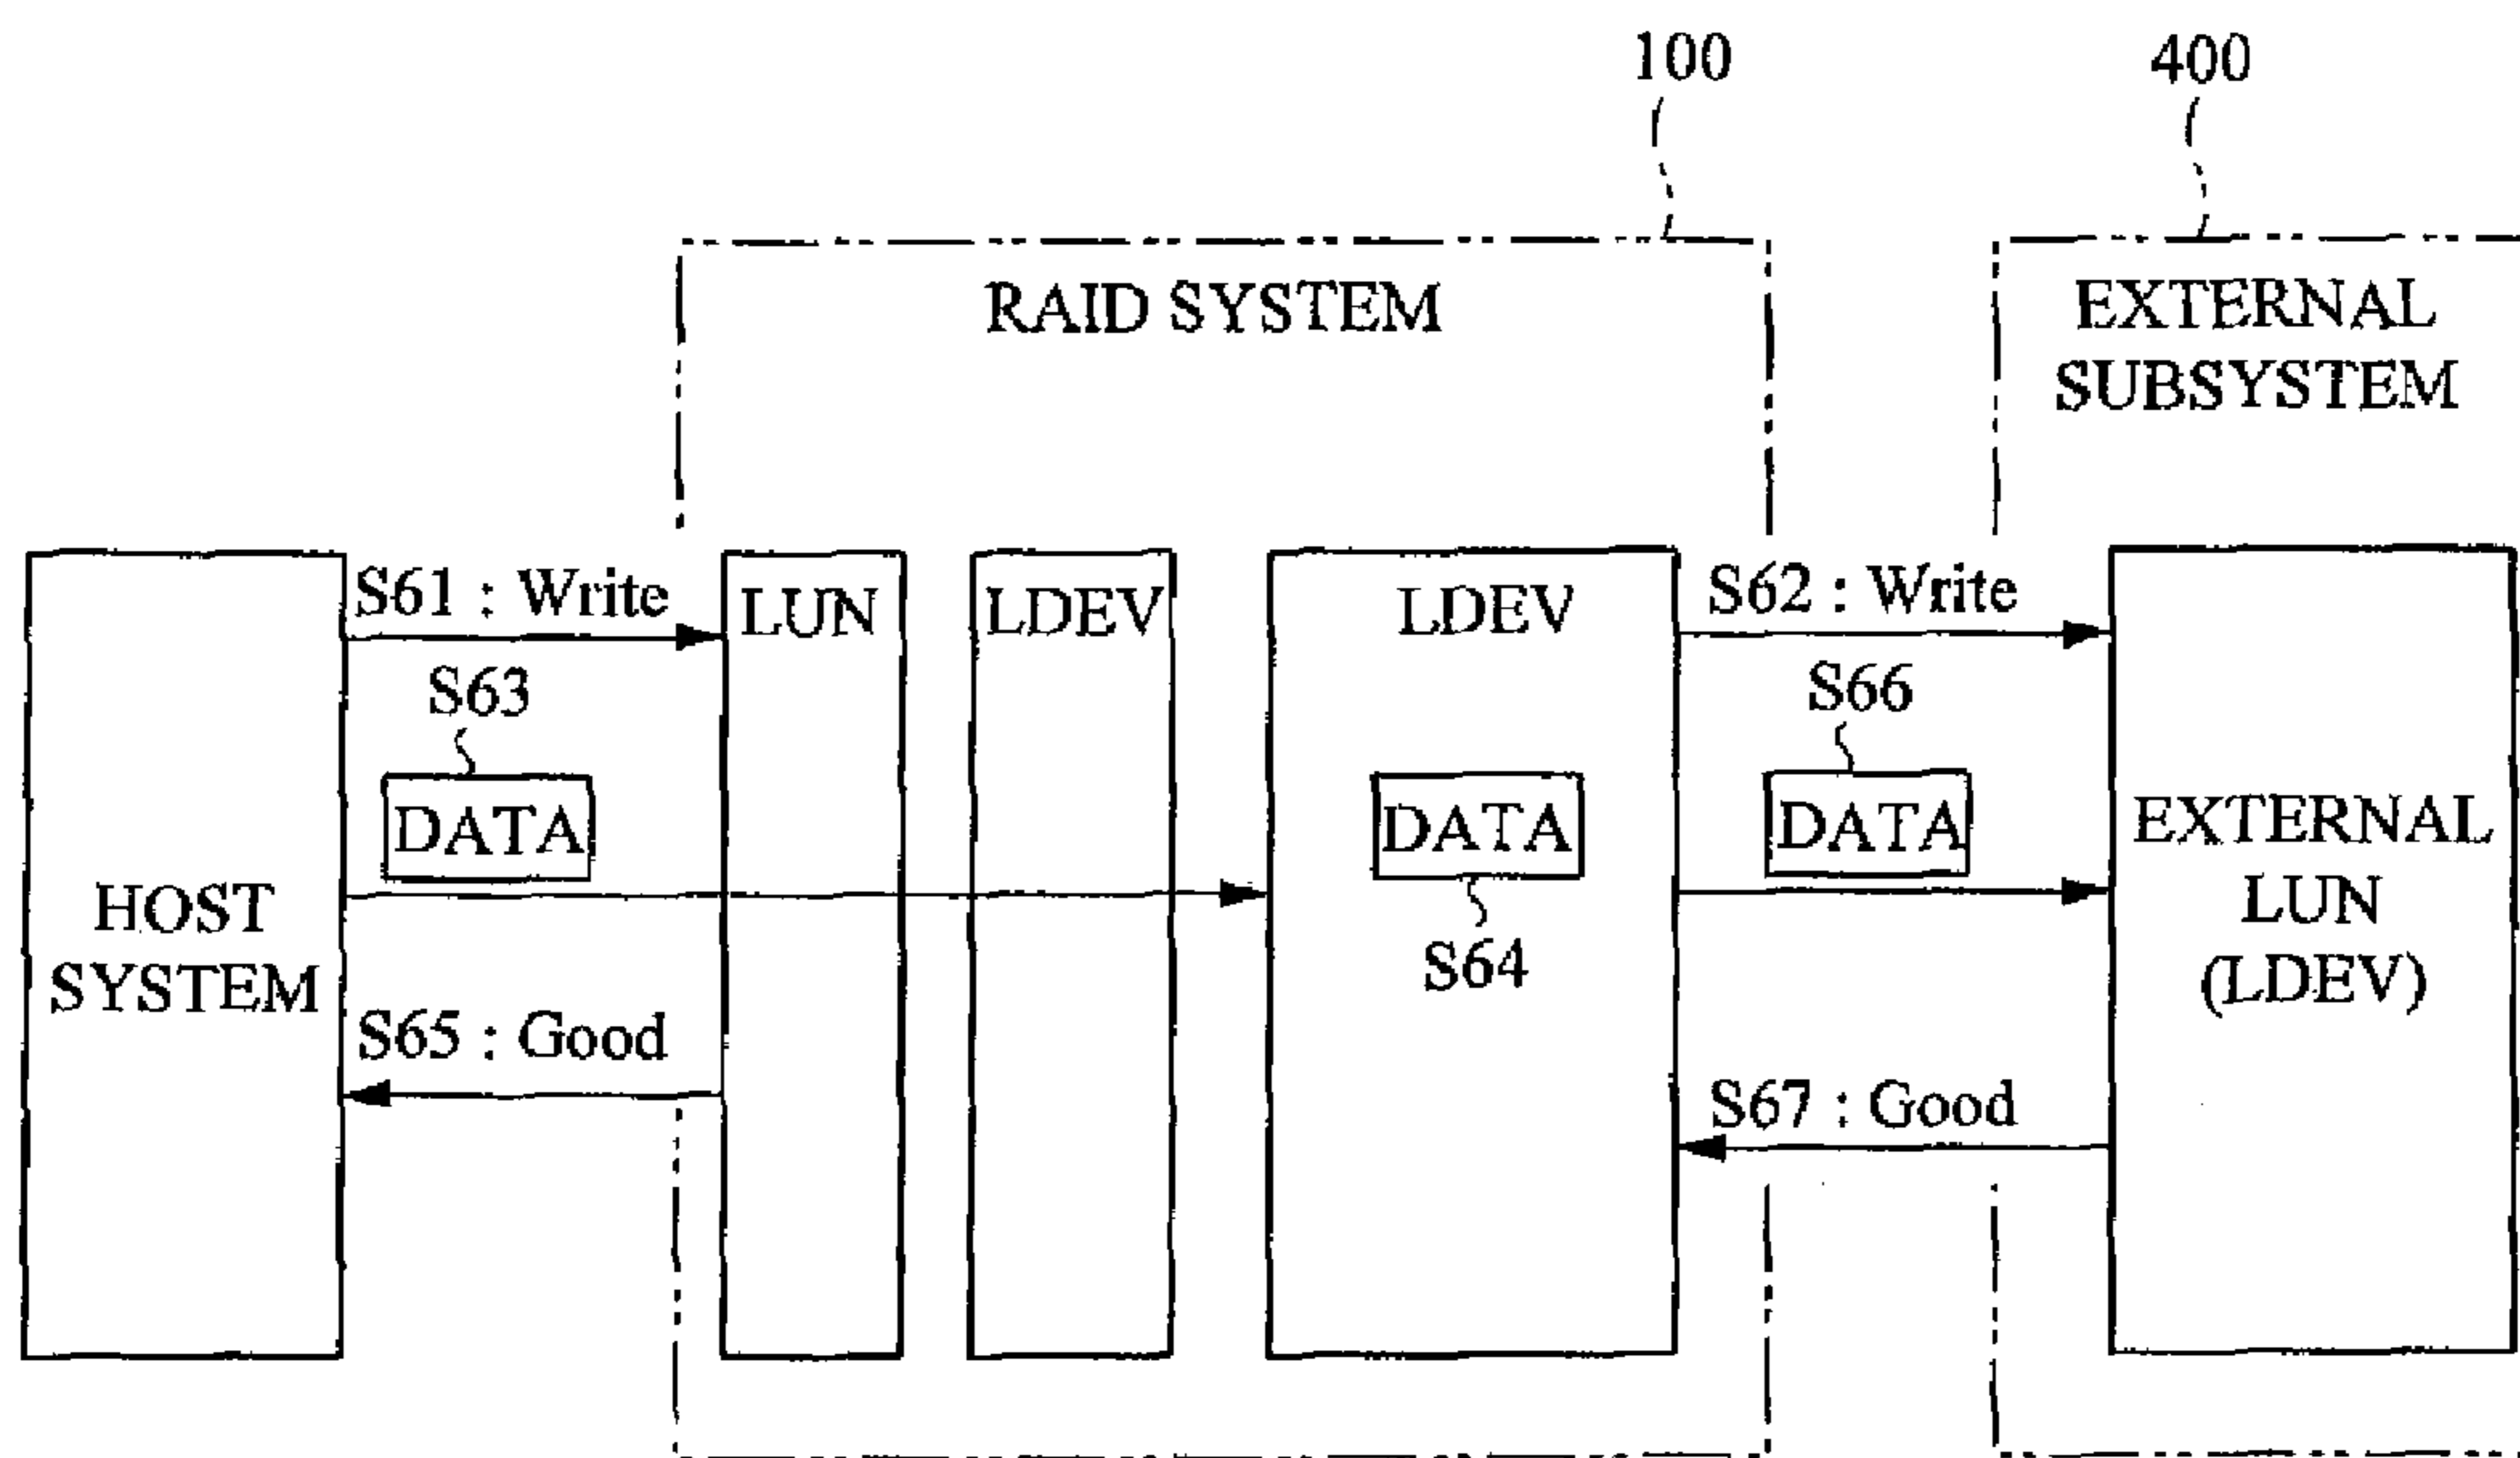 100
400
RAID SYSTEM
EXTERNAL
SUBSYSTEM
S61 : Write
LUN
LDEV
LDEV
S62 : Write
S63
S66
DATA
DATA
DATA
EXTERNAL
LUN
(LDEV)
HOST
SYSTEM
S64
S65 : Good
S67 : Good